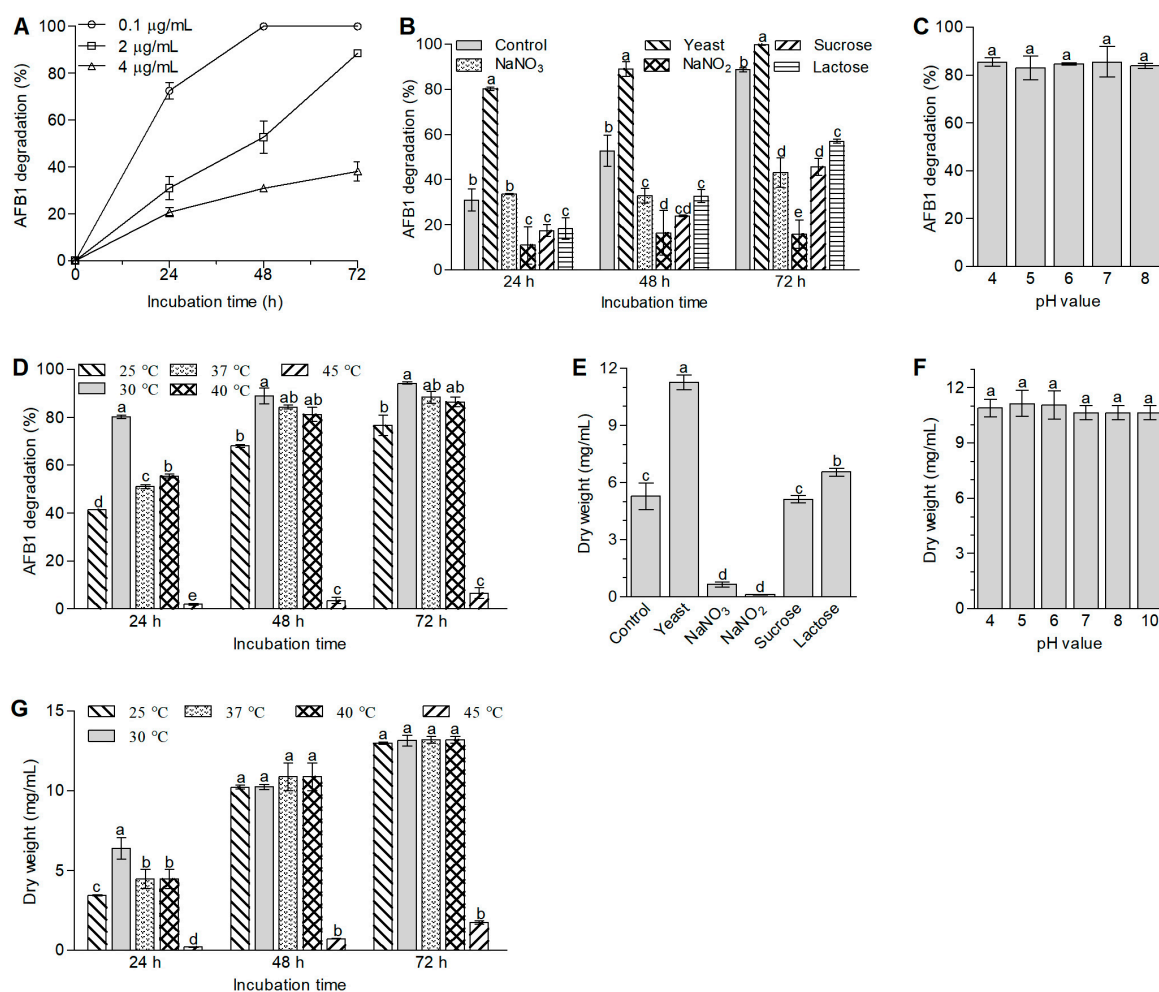 A
0.1 μg/mL
2 μg/mL
4 μg/mL
AFB1 degradation (%)
100
80
60
40
20
0
0 24 48 72
Incubation time (h)
B
Control Yeast Sucrose
NaNO3 NaNO2 Lactose
AFB1 degradation (%)
100
80
60
40
20
0
b a b c c c
b a c d cd c
b a d e d c
24 h 48 h 72 h
Incubation time
C
AFB1 degradation (%)
100
80
60
40
20
0
a a a a a
4 5 6 7 8
pH value
D
25 °C 37 °C 45 °C
30 °C 40 °C
AFB1 degradation (%)
100
80
60
40
20
0
d a c b e
b a ab ab c
b a ab ab c
24 h 48 h 72 h
Incubation time
E
Dry weight (mg/mL)
12
9
6
3
0
c a d d c b
Control Yeast NaNO3 NaNO2 Sucrose Lactose
F
Dry weight (mg/mL)
12
9
6
3
0
a a a a a a
4 5 6 7 8 10
pH value
G
25 °C 37 °C 40 °C 45 °C
30 °C
Dry weight (mg/mL)
15
10
5
0
c a b b d
a a a a b
a a a a b
24 h 48 h 72 h
Incubation time